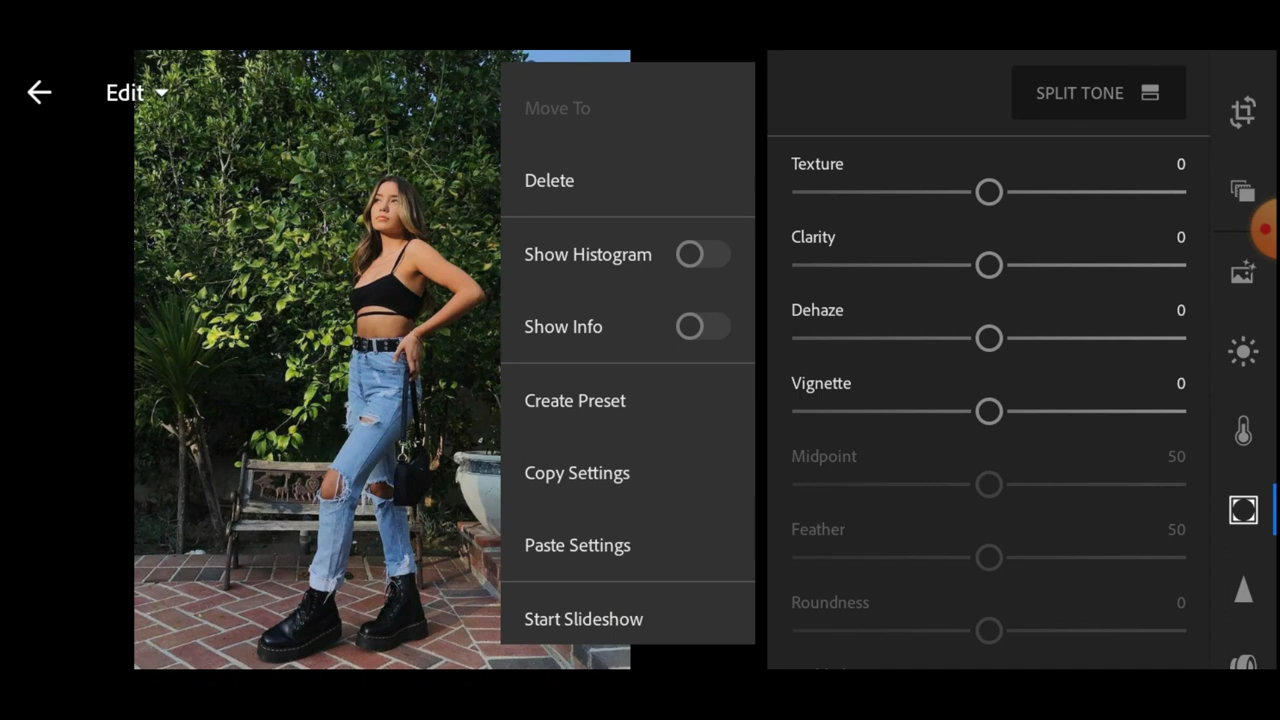 Edit
Move To
Delete
Show Histogram
Show Info
Create Preset
Copy Settings
Paste Settings
Start Slideshow
SPLIT TONE
Texture 0
Clarity 0
Dehaze 0
Vignette 0
Midpoint 50
Feather 50
Roundness 0